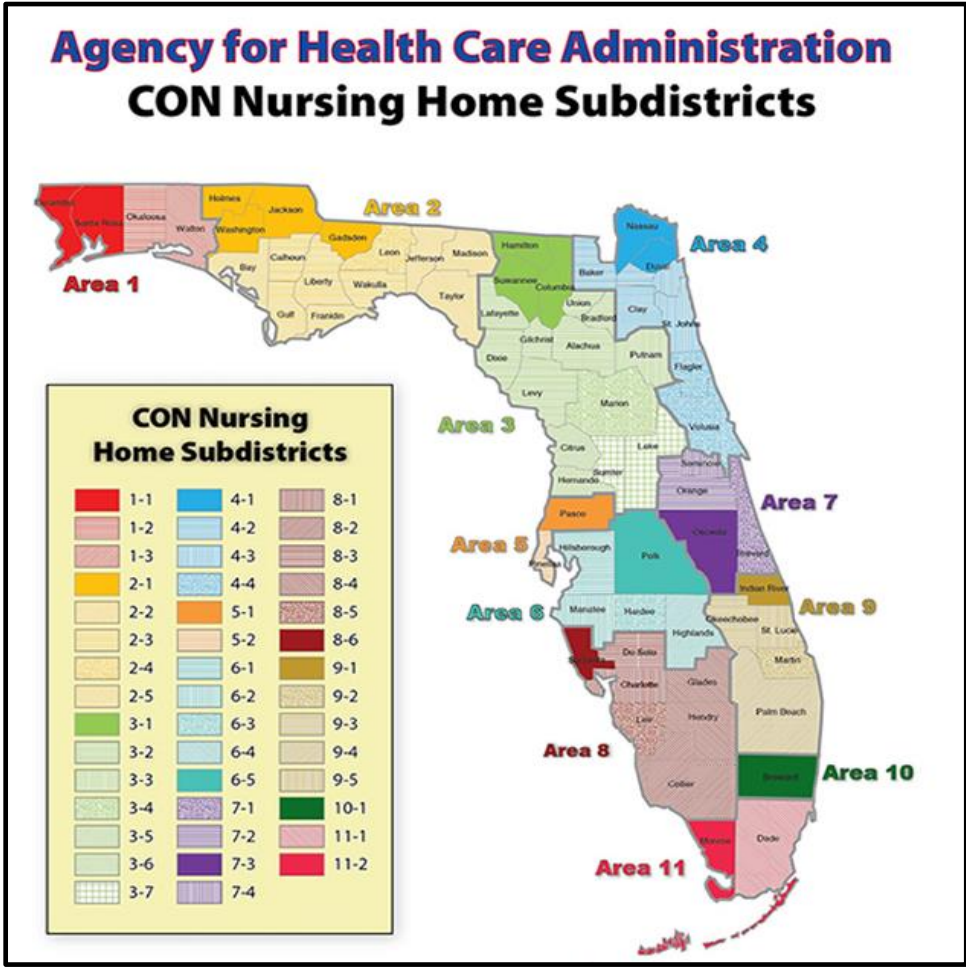 Agency for Health Care Administration
CON Nursing Home Subdistricts
Area 1
Area 2
Area 3
Area 4
Area 5
Area 6
Area 7
Area 8
Area 9
Area 10
Area 11
Escambia
Santa Rosa
Okaloosa
Walton
Holmes
Washington
Jackson
Gadsden
Bay
Calhoun
Liberty
Gulf
Franklin
Leon
Wakulla
Jefferson
Madison
Taylor
Hamilton
Suwannee
Columbia
Lafayette
Union
Bradford
Gilchrist
Alachua
Dixie
Putnam
Levy
Marion
Citrus
Lake
Sumter
Hernando
Nassau
Duval
Baker
Clay
St. Johns
Flagler
Volusia
Pasco
Pinellas
Hillsborough
Polk
Manatee
Hardee
Highlands
Seminole
Orange
Osceola
Brevard
Indian River
Okeechobee
St. Lucie
Martin
Palm Beach
Sarasota
De Soto
Charlotte
Glades
Lee
Hendry
Collier
Broward
Monroe
Dade
CON Nursing
Home Subdistricts
1-1
1-2
1-3
2-1
2-2
2-3
2-4
2-5
3-1
3-2
3-3
3-4
3-5
3-6
3-7
4-1
4-2
4-3
4-4
5-1
5-2
6-1
6-2
6-3
6-4
6-5
7-1
7-2
7-3
7-4
8-1
8-2
8-3
8-4
8-5
8-6
9-1
9-2
9-3
9-4
9-5
10-1
11-1
11-2